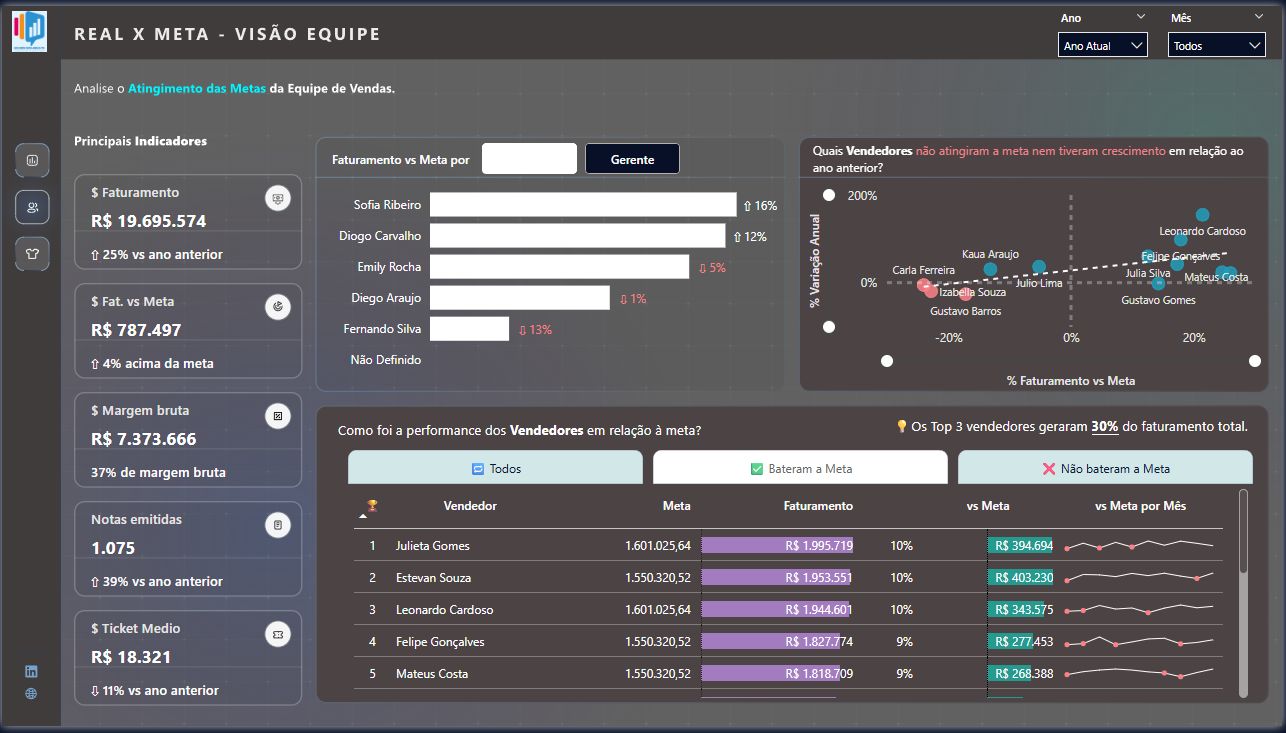 REAL X META - VISÃO EQUIPE
Ano
Mês
Ano Atual
Todos
Analise o Atingimento das Metas da Equipe de Vendas.
Principais Indicadores
$ Faturamento
R$ 19.695.574
⇧ 25% vs ano anterior
$ Fat. vs Meta
R$ 787.497
⇧ 4% acima da meta
$ Margem bruta
R$ 7.373.666
37% de margem bruta
Notas emitidas
1.075
⇧ 39% vs ano anterior
$ Ticket Medio
R$ 18.321
⇩ 11% vs ano anterior
Faturamento vs Meta por
Gerente
Sofia Ribeiro ⇧ 16%
Diogo Carvalho ⇧ 12%
Emily Rocha ⇩ 5%
Diego Araujo ⇩ 1%
Fernando Silva ⇩ 13%
Não Definido
Quais Vendedores não atingiram a meta nem tiveram crescimento em relação ao
ano anterior?
% Variação Anual
200%
0%
Leonardo Cardoso
Felipe Gonçalves
Kaua Araujo
Carla Ferreira
Julia Silva
Mateus Costa
Julio Lima
Izabella Souza
Gustavo Gomes
Gustavo Barros
-20%
0%
20%
% Faturamento vs Meta
Como foi a performance dos Vendedores em relação à meta?
💡 Os Top 3 vendedores geraram 30% do faturamento total.
🔁 Todos
✅ Bateram a Meta
❌ Não bateram a Meta
🏆 Vendedor Meta Faturamento vs Meta vs Meta por Mês
1 Julieta Gomes 1.601.025,64 R$ 1.995.719 10% R$ 394.694
2 Estevan Souza 1.550.320,52 R$ 1.953.551 10% R$ 403.230
3 Leonardo Cardoso 1.601.025,64 R$ 1.944.601 10% R$ 343.575
4 Felipe Gonçalves 1.550.320,52 R$ 1.827.774 9% R$ 277.453
5 Mateus Costa 1.550.320,52 R$ 1.818.709 9% R$ 268.388